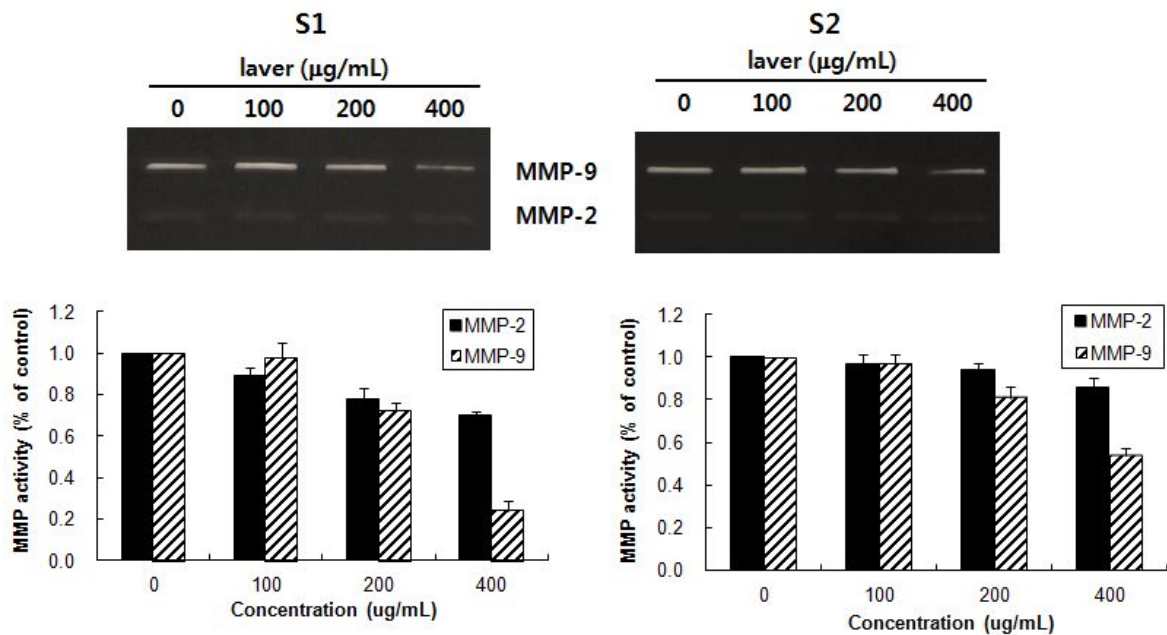 S1
laver (μg/mL)
0 100 200 400
MMP-9
MMP-2
S2
laver (μg/mL)
0 100 200 400
MMP activity (% of control)
1.2
1.0
0.8
0.6
0.4
0.2
0.0
MMP-2
MMP-9
0 100 200 400
Concentration (ug/mL)
MMP activity (% of control)
1.2
1.0
0.8
0.6
0.4
0.2
0.0
MMP-2
MMP-9
0 100 200 400
Concentration (ug/mL)